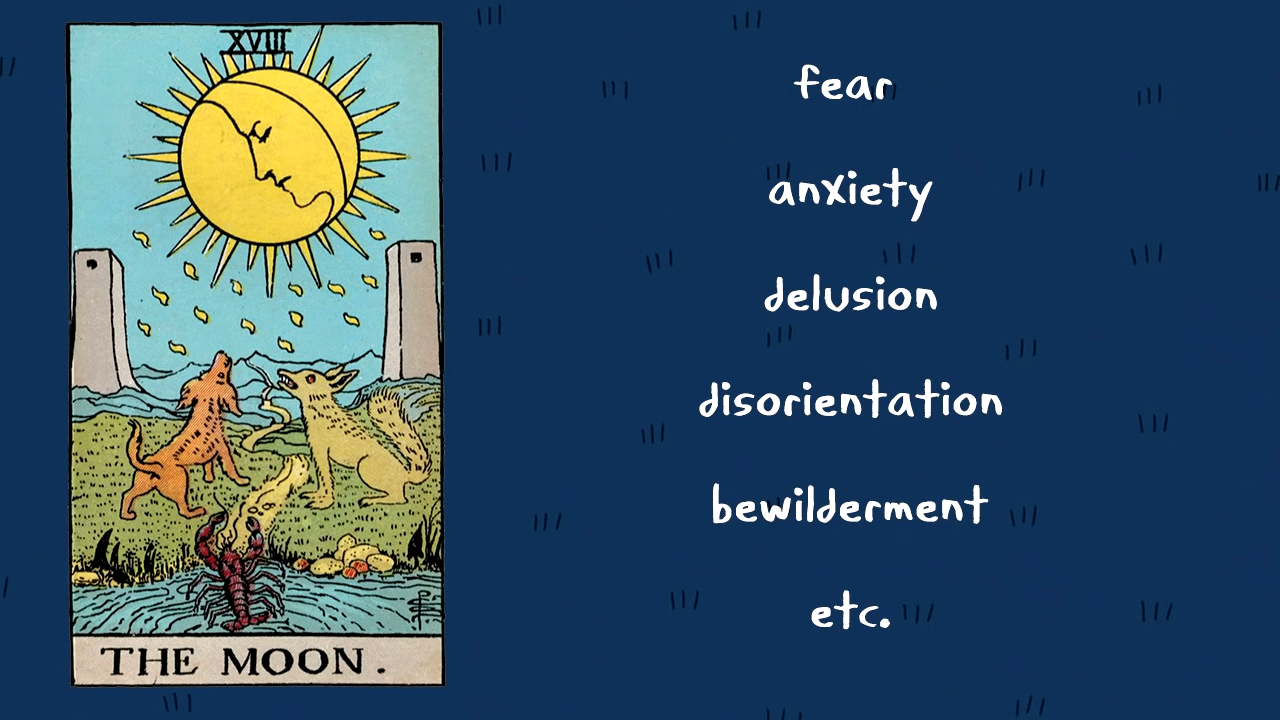 XVIII
THE MOON.
fear
anxiety
delusion
disorientation
bewilderment
etc.